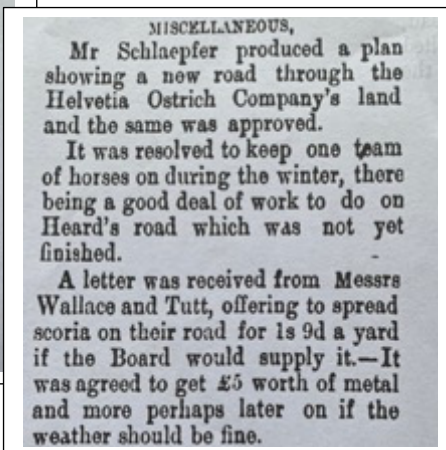 MISCELLANEOUS,
Mr Schlaepfer produced a plan
showing a new road through the
Helvetia Ostrich Company's land
and the same was approved.
It was resolved to keep one team
of horses on during the winter, there
being a good deal of work to do on
Heard's road which was not yet
finished.
A letter was received from Messrs
Wallace and Tutt, offering to spread
scoria on their road for 1s 9d a yard
if the Board would supply it.—It
was agreed to get £5 worth of metal
and more perhaps later on if the
weather should be fine.